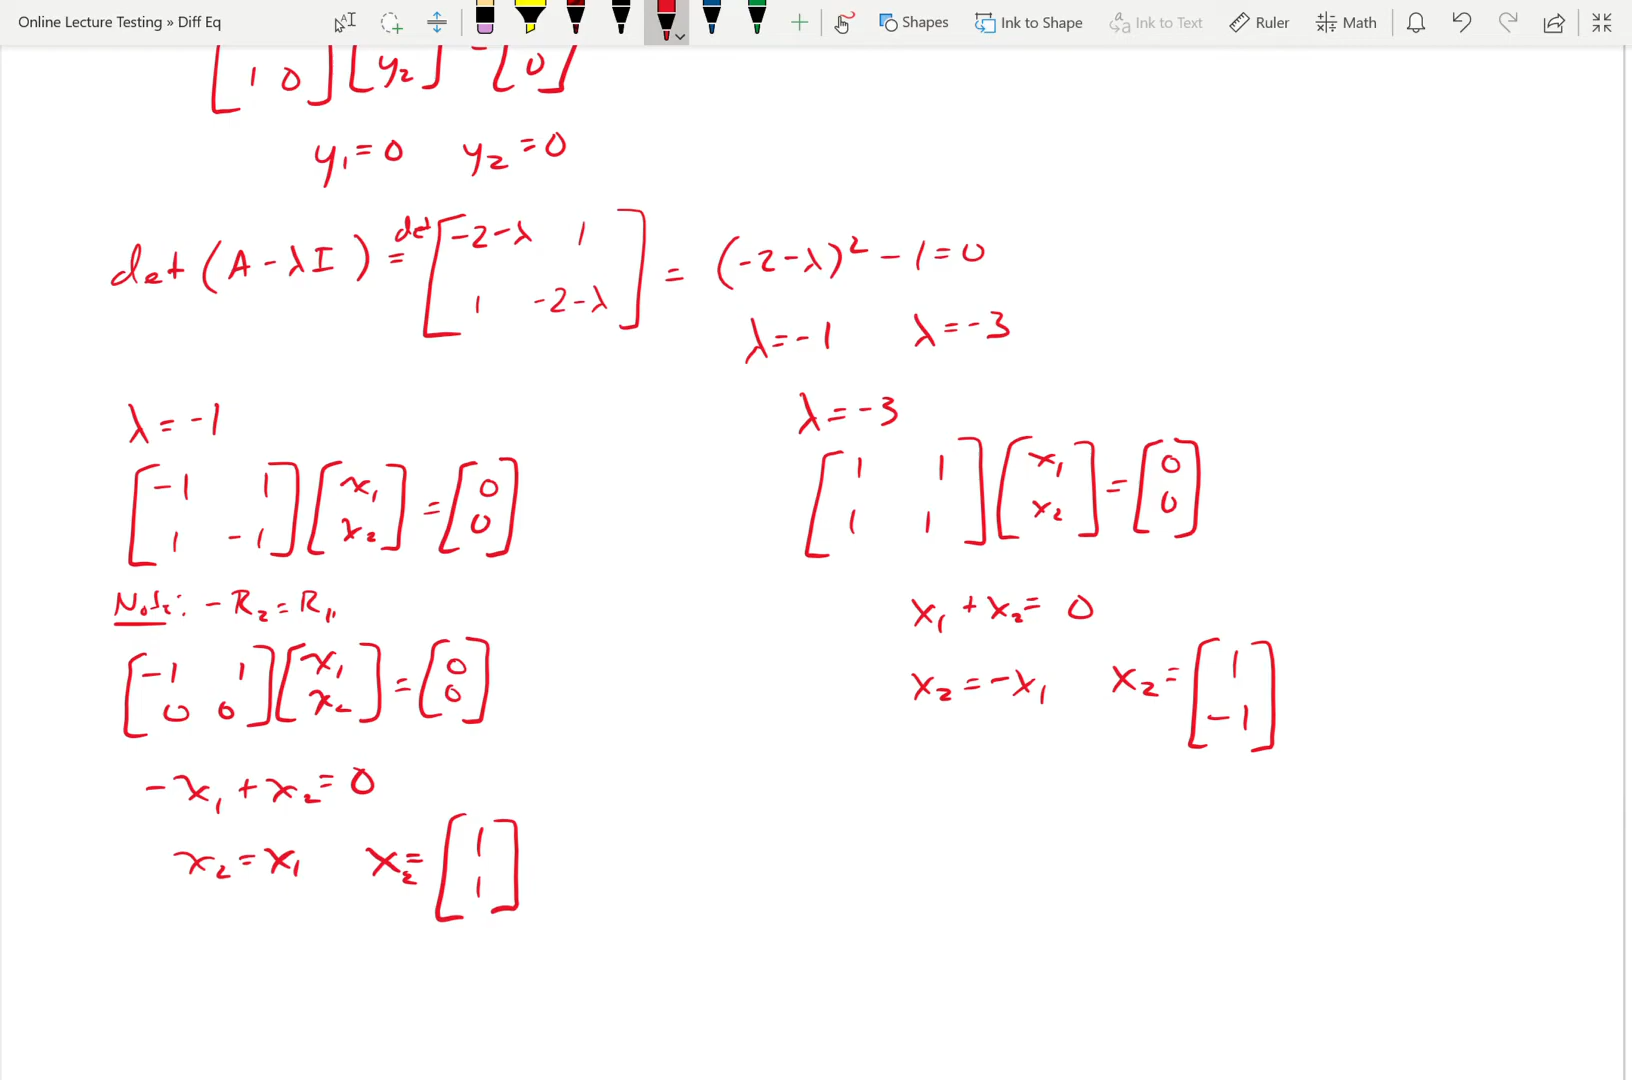 Online Lecture Testing » Diff Eq
Shapes Ink to Shape Ink to Text Ruler Math
[1 0] [y₂] = [0]
y₁ = 0 y₂ = 0
det (A - λI) = det [-2-λ 1; 1 -2-λ] = (-2-λ)² - 1 = 0
λ = -1 λ = -3
λ = -1
[-1 1; 1 -1] [x₁; x₂] = [0; 0]
Note: -R₂ = R₁,
[-1 1; 0 0] [x₁; x₂] = [0; 0]
-x₁ + x₂ = 0
x₂ = x₁ x₂ = [1; 1]
λ = -3
[1 1; 1 1] [x₁; x₂] = [0; 0]
x₁ + x₂ = 0
x₂ = -x₁ x₂ = [1; -1]